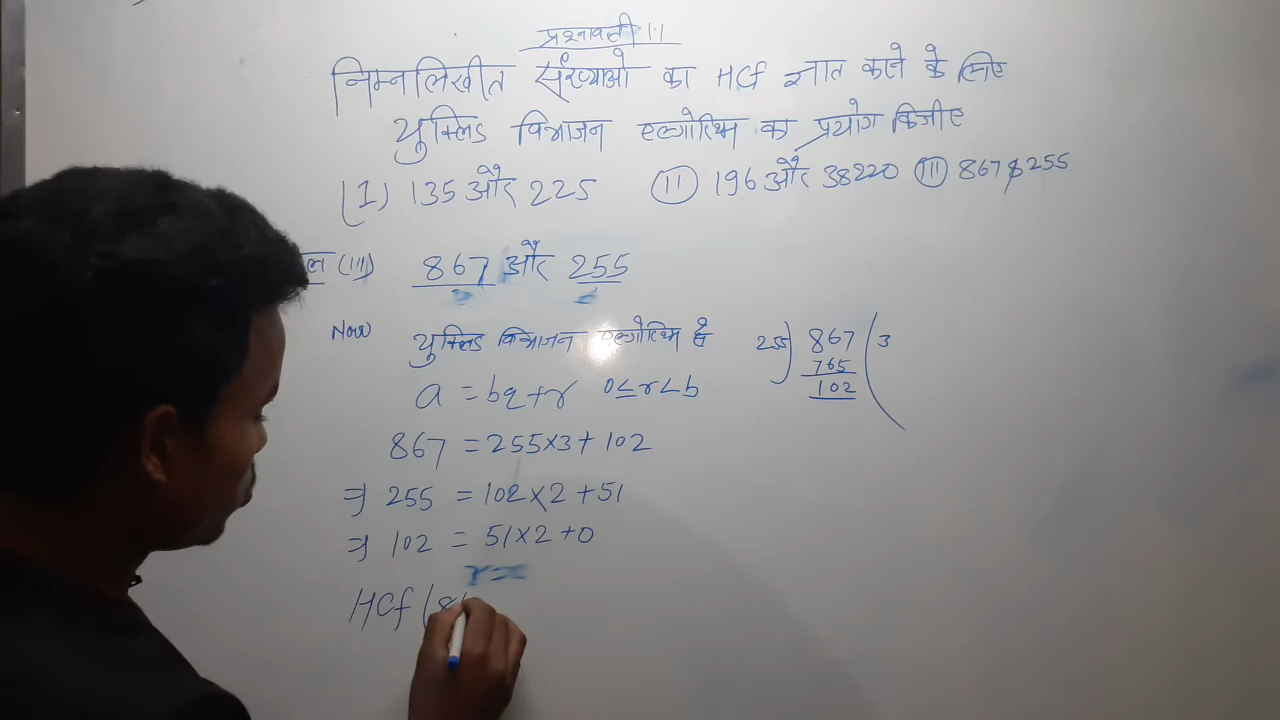 प्रश्नावली 1.1
निम्नलिखीत संख्याओ का HCf ज्ञात करने के लिए
युक्लिड विभाजन एल्गोरिथ्म का प्रयोग किजीए
(I) 135 और 225 (II) 196 और 38220 (III) 867 $ 255
ल (III) 867 और 255
Now युक्लिड विभाजन एल्गोरिथ्म से
a = bq+r 0≤r<b
255) 867 ( 3
765
102
867 = 255×3+ 102
⇒ 255 = 102×2+51
⇒ 102 = 51×2+0
HCf (8